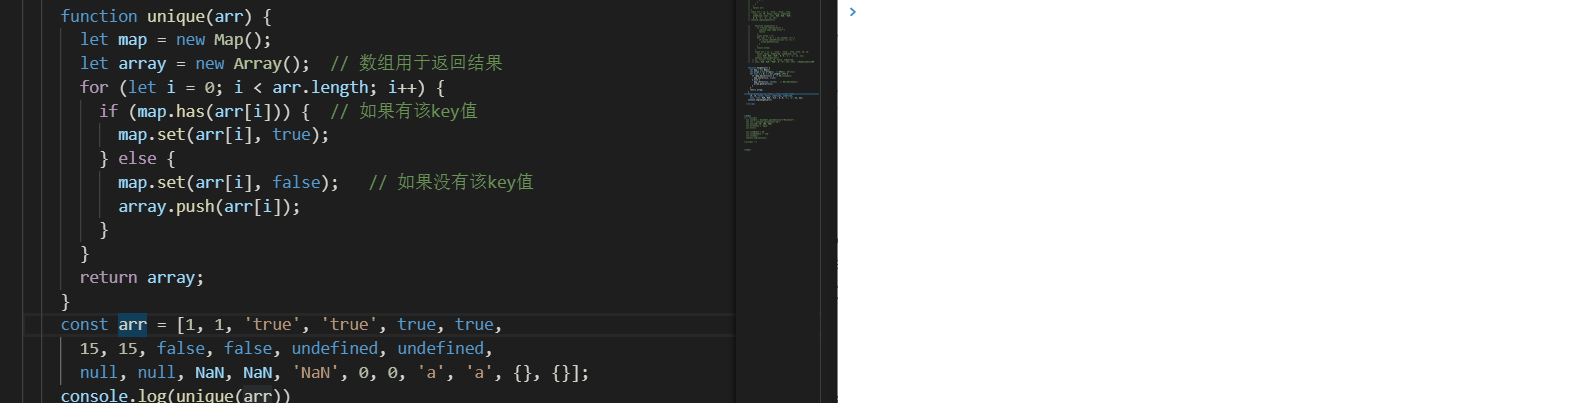 function unique(arr) {
let map = new Map();
let array = new Array();  // 数组用于返回结果
for (let i = 0; i < arr.length; i++) {
if (map.has(arr[i])) {  // 如果有该key值
map.set(arr[i], true);
} else {
map.set(arr[i], false);   // 如果没有该key值
array.push(arr[i]);
}
}
return array;
}
const arr = [1, 1, 'true', 'true', true, true,
15, 15, false, false, undefined, undefined,
null, null, NaN, NaN, 'NaN', 0, 0, 'a', 'a', {}, {}];
console.log(unique(arr))